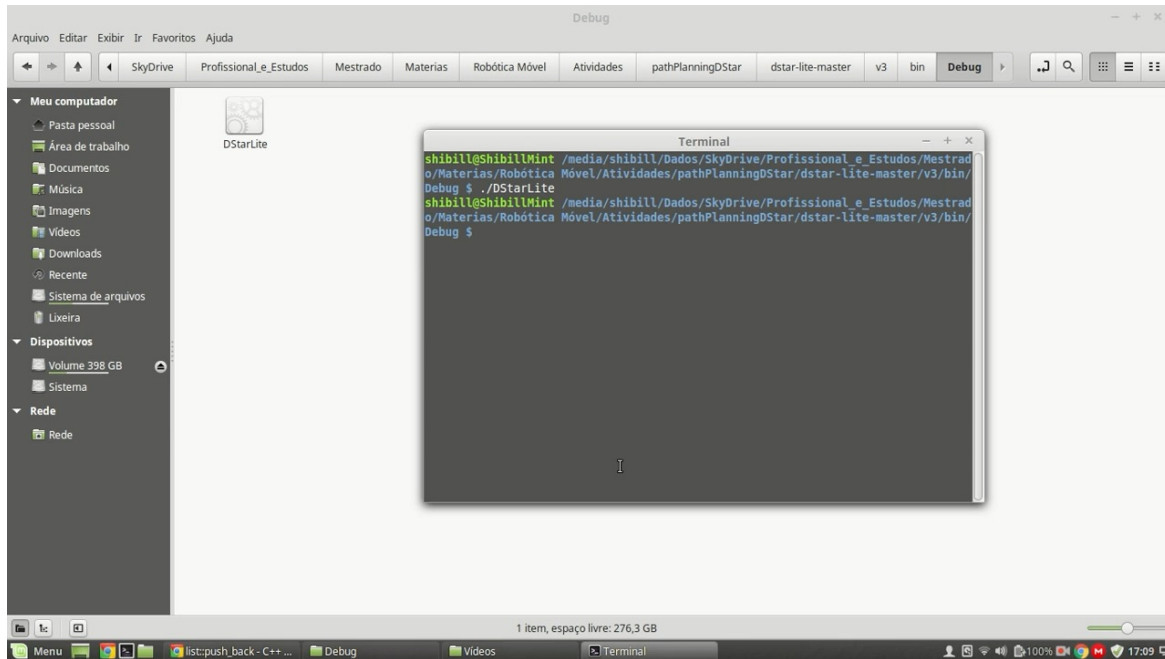 Debug
Arquivo Editar Exibir Ir Favoritos Ajuda
SkyDrive Profissional_e_Estudos Mestrado Materias Robótica Móvel Atividades pathPlanningDStar dstar-lite-master v3 bin Debug
Meu computador
Pasta pessoal
Área de trabalho
Documentos
Música
Imagens
Vídeos
Downloads
Recente
Sistema de arquivos
Lixeira
Dispositivos
Volume 398 GB
Sistema
Rede
Rede
DStarLite
Terminal
shibill@ShibillMint /media/shibill/Dados/SkyDrive/Profissional_e_Estudos/Mestrad
o/Materias/Robótica Móvel/Atividades/pathPlanningDStar/dstar-lite-master/v3/bin/
Debug $ ./DStarLite
shibill@ShibillMint /media/shibill/Dados/SkyDrive/Profissional_e_Estudos/Mestrad
o/Materias/Robótica Móvel/Atividades/pathPlanningDStar/dstar-lite-master/v3/bin/
Debug $
1 item, espaço livre: 276,3 GB
Menu list::push_back - C++ ... Debug Vídeos Terminal 100% 17:09